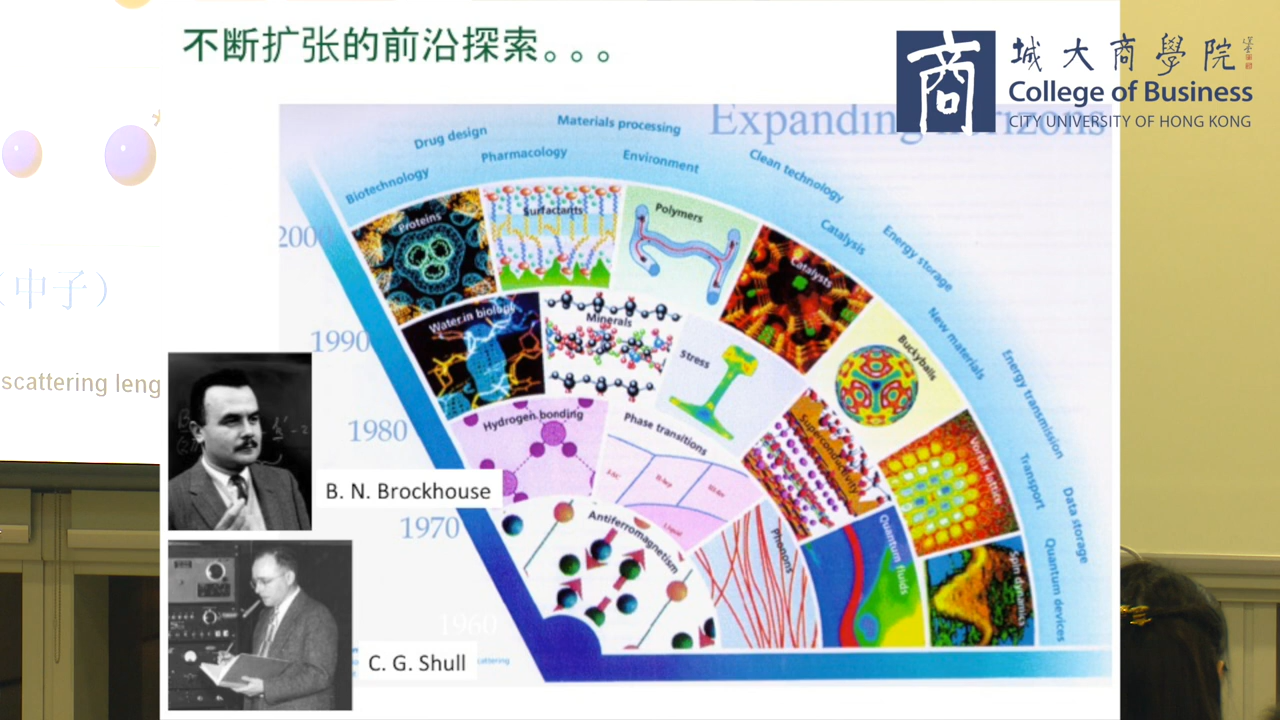 不断扩张的前沿探索。。。
城大商學院
商
College of Business
CITY UNIVERSITY OF HONG KONG
Expanding
Drug design
Materials processing
Biotechnology
Pharmacology
Environment
Clean technology
Catalysis
Energy storage
New materials
Energy transmission
Transport
Data storage
Quantum devices
2000
Proteins
Surfactants
Polymers
Catalysts
Buckyballs
Vortex lattice
Spin dynamics
1990
Water in biology
Minerals
Stress
Superconductivity
Quantum fluids
1980
Hydrogen bonding
Phase transitions
Phonons
1970
Antiferromagnetism
1960
（中子）
scattering leng
B. N. Brockhouse
C. G. Shull